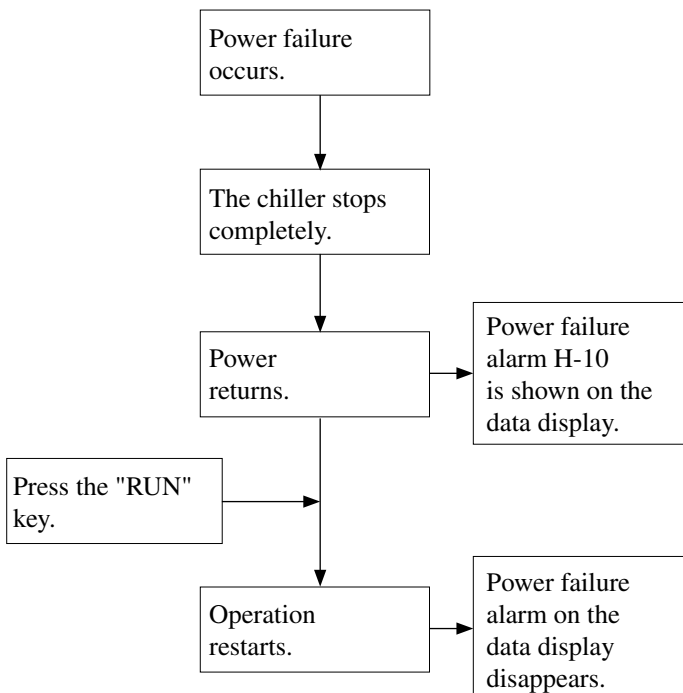 Power failure
occurs.
The chiller stops
completely.
Power
returns.
Power failure
alarm H-10
is shown on the
data display.
Press the "RUN"
key.
Operation
restarts.
Power failure
alarm on the
data display
disappears.